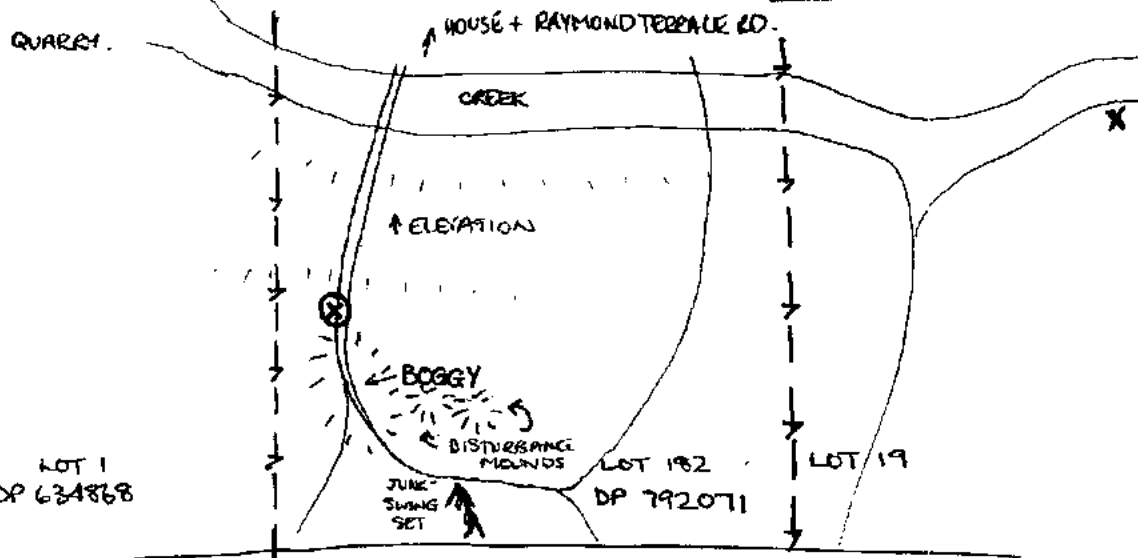 QUARRY.
HOUSE + RAYMOND TERRACE RD.
CREEK
X
ELEVATION
X
BOGGY
DISTURBANCE
MOUNDS
LOT 1
DP 634868
JUNK-
SWING
SET
LOT 182
DP 792071
LOT 19